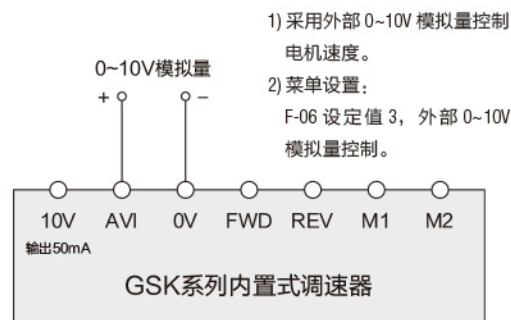 1) 采用外部 0~10V 模拟量控制
电机速度。
2) 菜单设置：
F-06 设定值 3，外部 0~10V
模拟量控制。
0~10V模拟量
+ −
10V AVI 0V FWD REV M1 M2
输出50mA
GSK系列内置式调速器